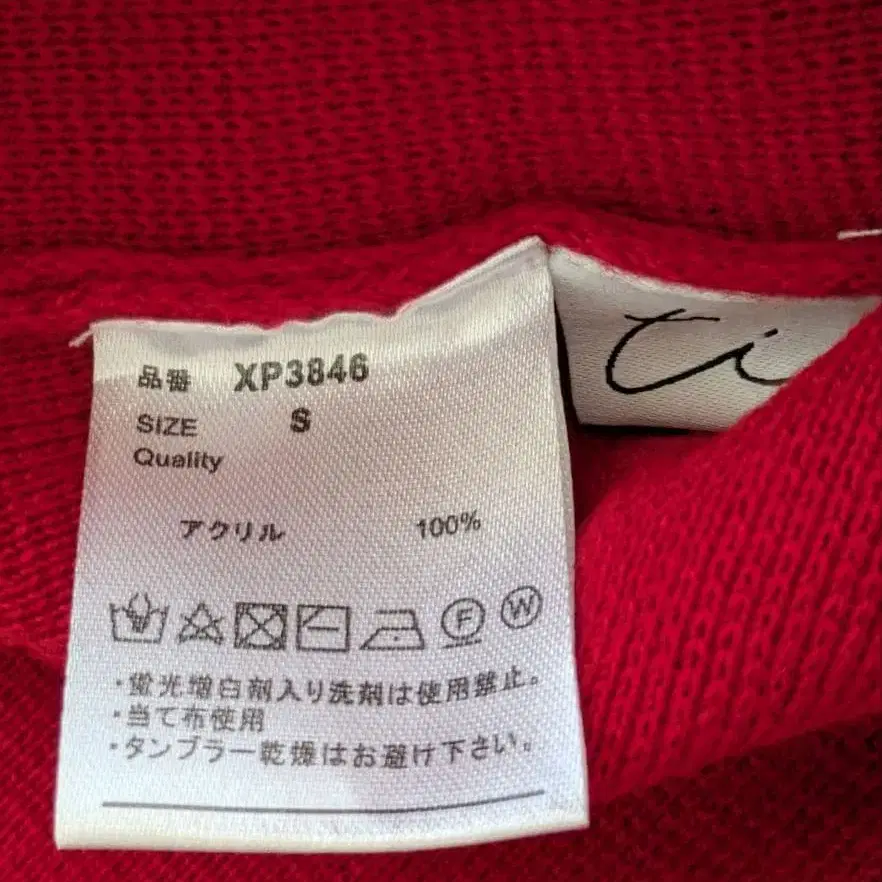 品番 XP3846
SIZE S
Quality
アクリル 100%
F W
・蛍光増白剤入り洗剤は使用禁止。
・当て布使用
・タンブラー乾燥はお避け下さい。
ti